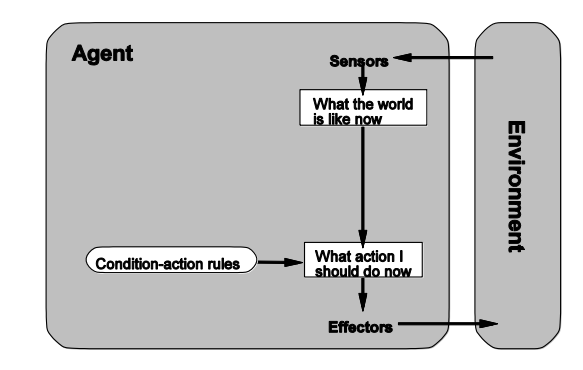 Agent
Sensors
What the world
is like now
Environment
Condition-action rules
What action I
should do now
Effectors